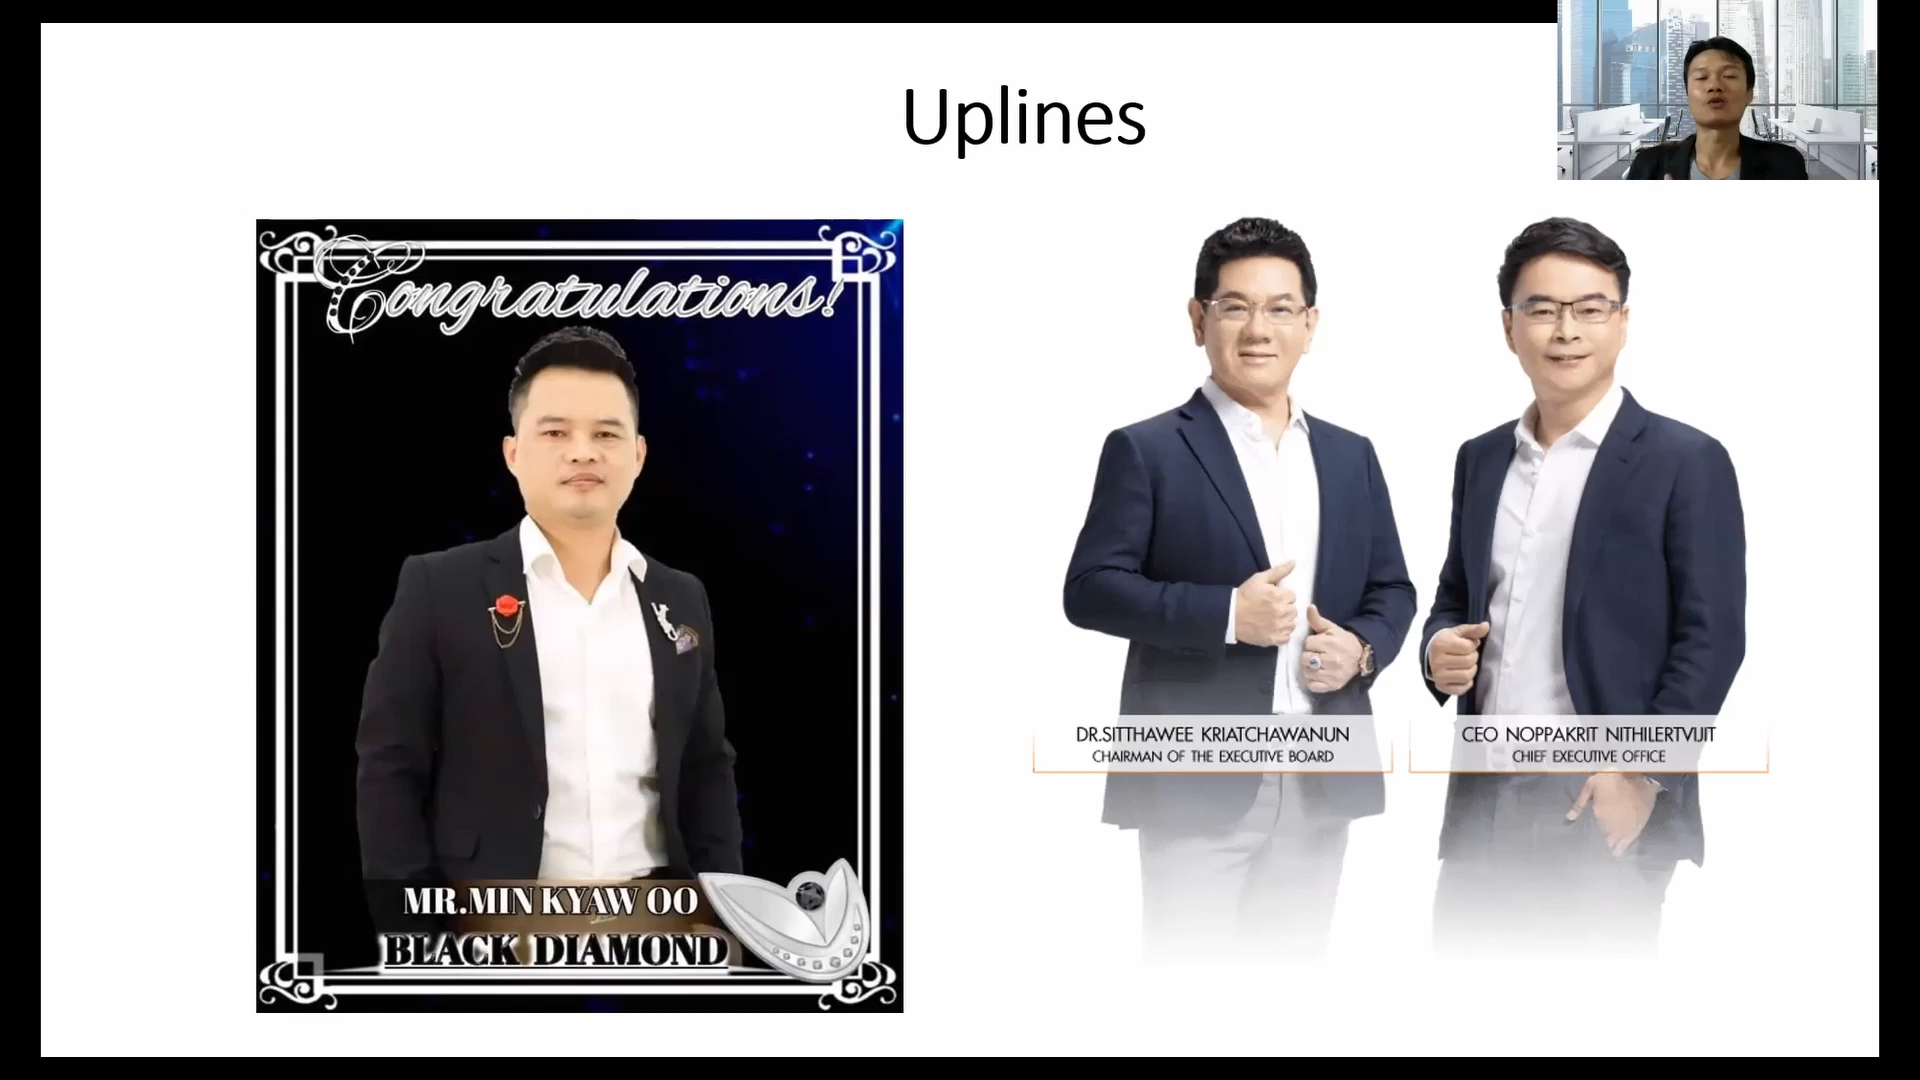 Uplines
Congratulations!
MR.MIN KYAW OO
BLACK DIAMOND
DR.SITTHAWEE KRIATCHAWANUN
CHAIRMAN OF THE EXECUTIVE BOARD
CEO NOPPAKRIT NITHILERTVIJIT
CHIEF EXECUTIVE OFFICE